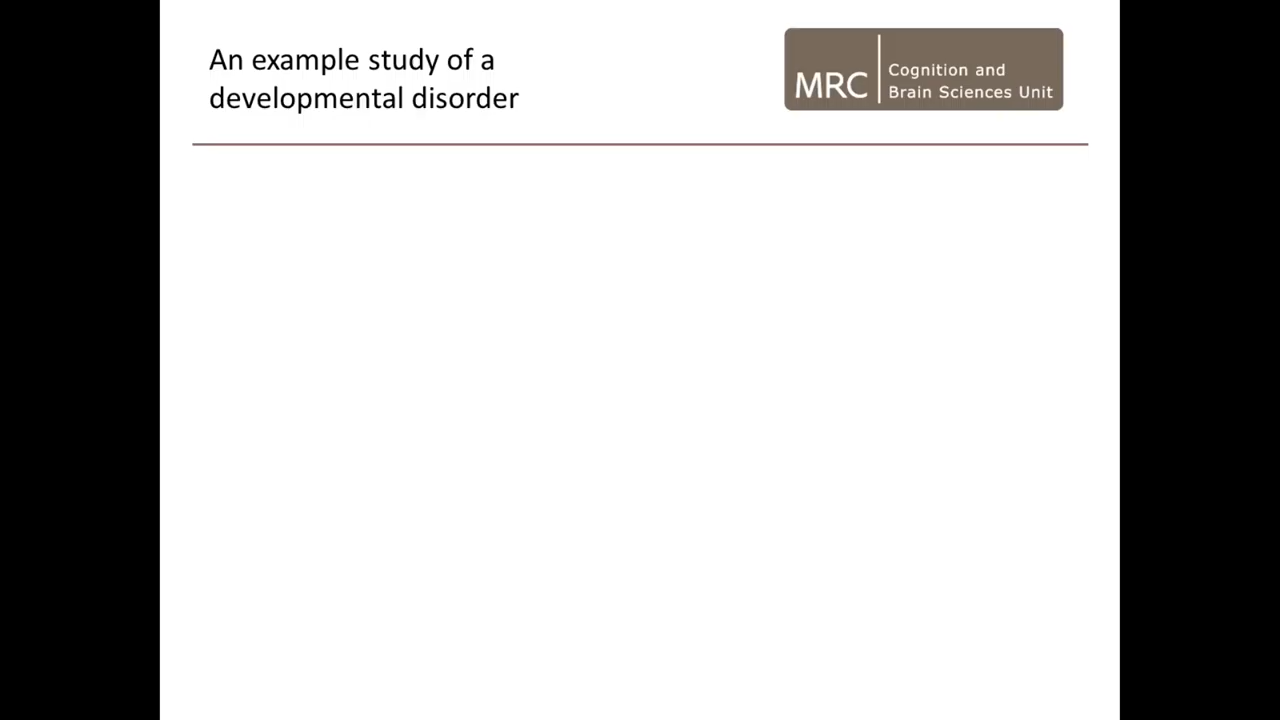 An example study of a
developmental disorder
MRC
Cognition and
Brain Sciences Unit